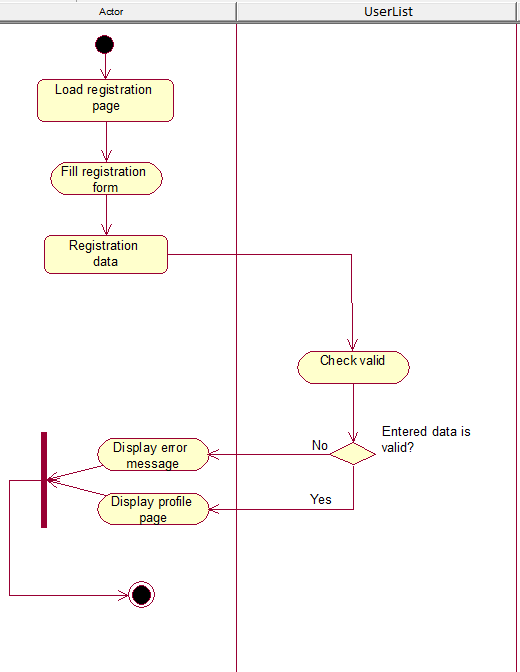 Actor
UserList
Load registration
page
Fill registration
form
Registration
data
Check valid
Entered data is
valid?
No
Display error
message
Yes
Display profile
page